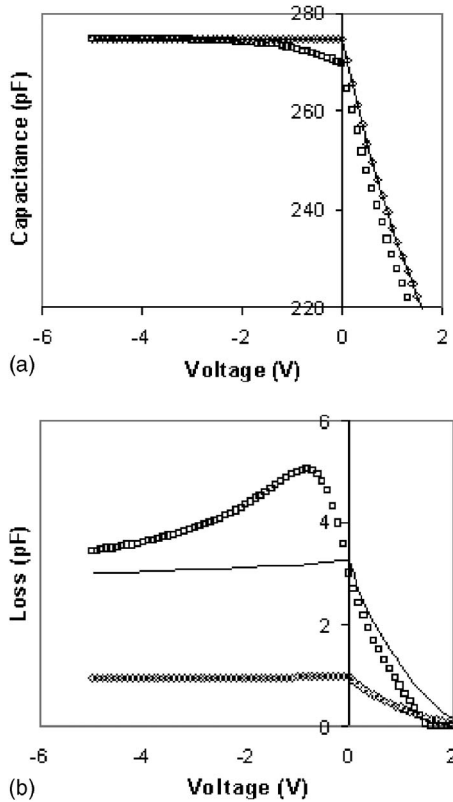 280
260
240
220
Capacitance (pF)
-6 -4 -2 0 2
Voltage (V)
(a)
6
4
2
0
Loss (pF)
-6 -4 -2 0 2
Voltage (V)
(b)